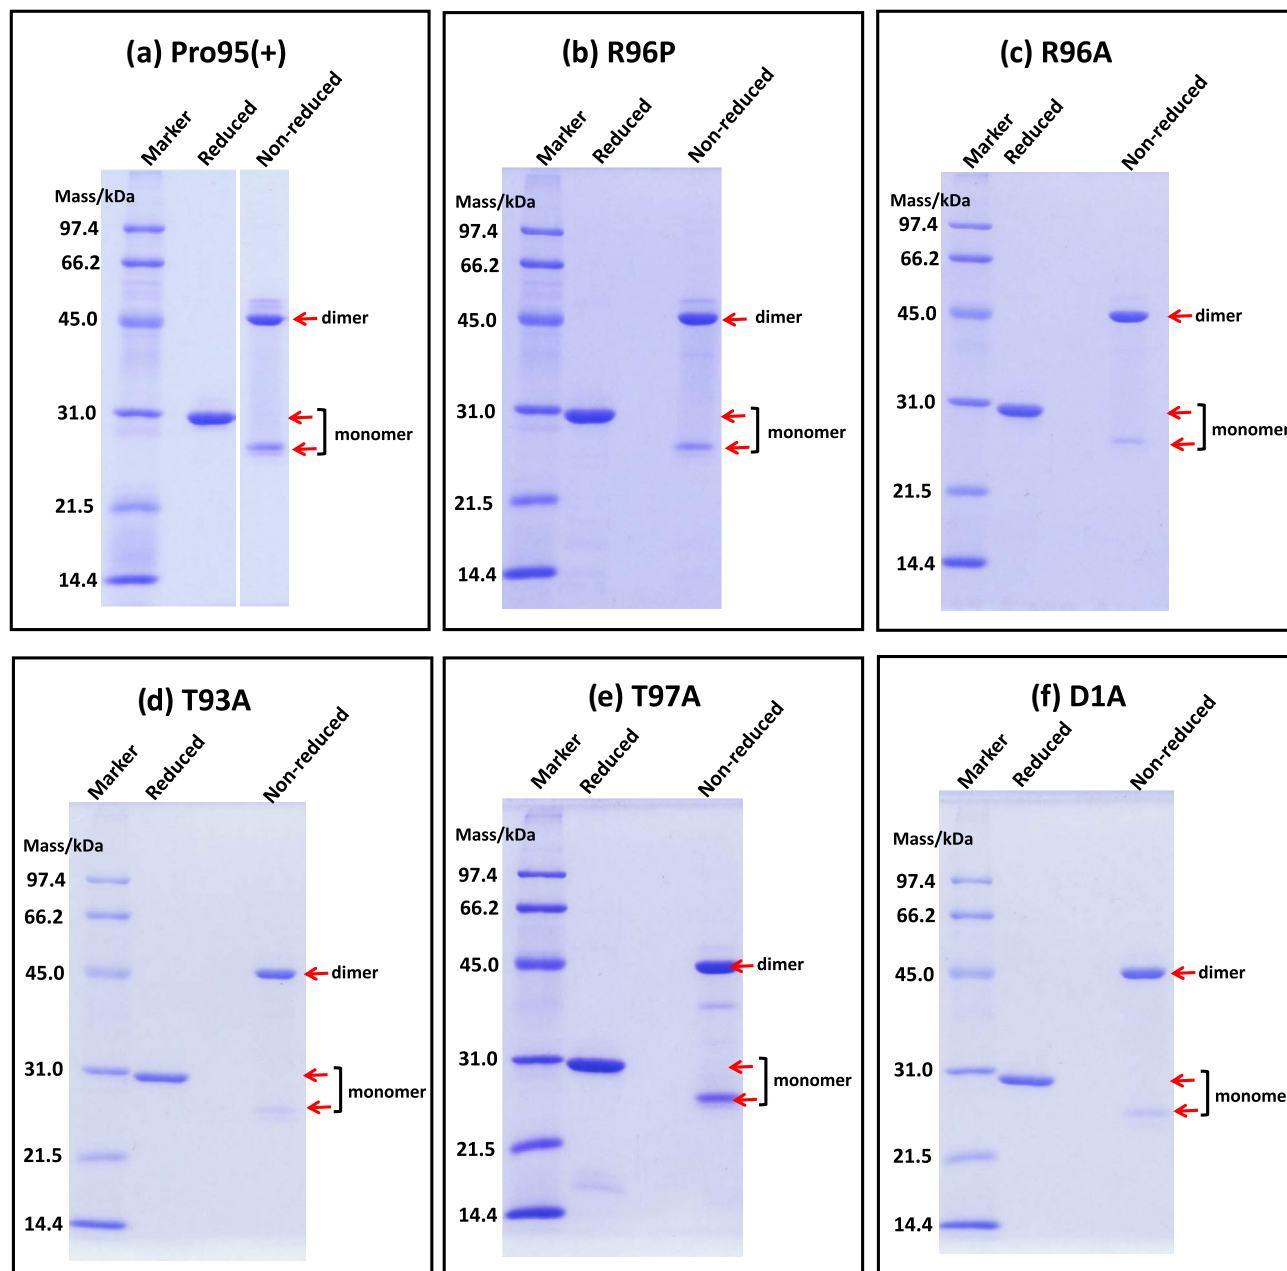 (a) Pro95(+)
Marker
Reduced
Non-reduced
Mass/kDa
97.4
66.2
45.0
dimer
31.0
monomer
21.5
14.4
(b) R96P
Marker
Reduced
Non-reduced
Mass/kDa
97.4
66.2
45.0
dimer
31.0
monomer
21.5
14.4
(c) R96A
Marker
Reduced
Non-reduced
Mass/kDa
97.4
66.2
45.0
dimer
31.0
monomer
21.5
14.4
(d) T93A
Marker
Reduced
Non-reduced
Mass/kDa
97.4
66.2
45.0
dimer
31.0
monomer
21.5
14.4
(e) T97A
Marker
Reduced
Non-reduced
Mass/kDa
97.4
66.2
45.0
dimer
31.0
monomer
21.5
14.4
(f) D1A
Marker
Reduced
Non-reduced
Mass/kDa
97.4
66.2
45.0
dimer
31.0
monome
21.5
14.4